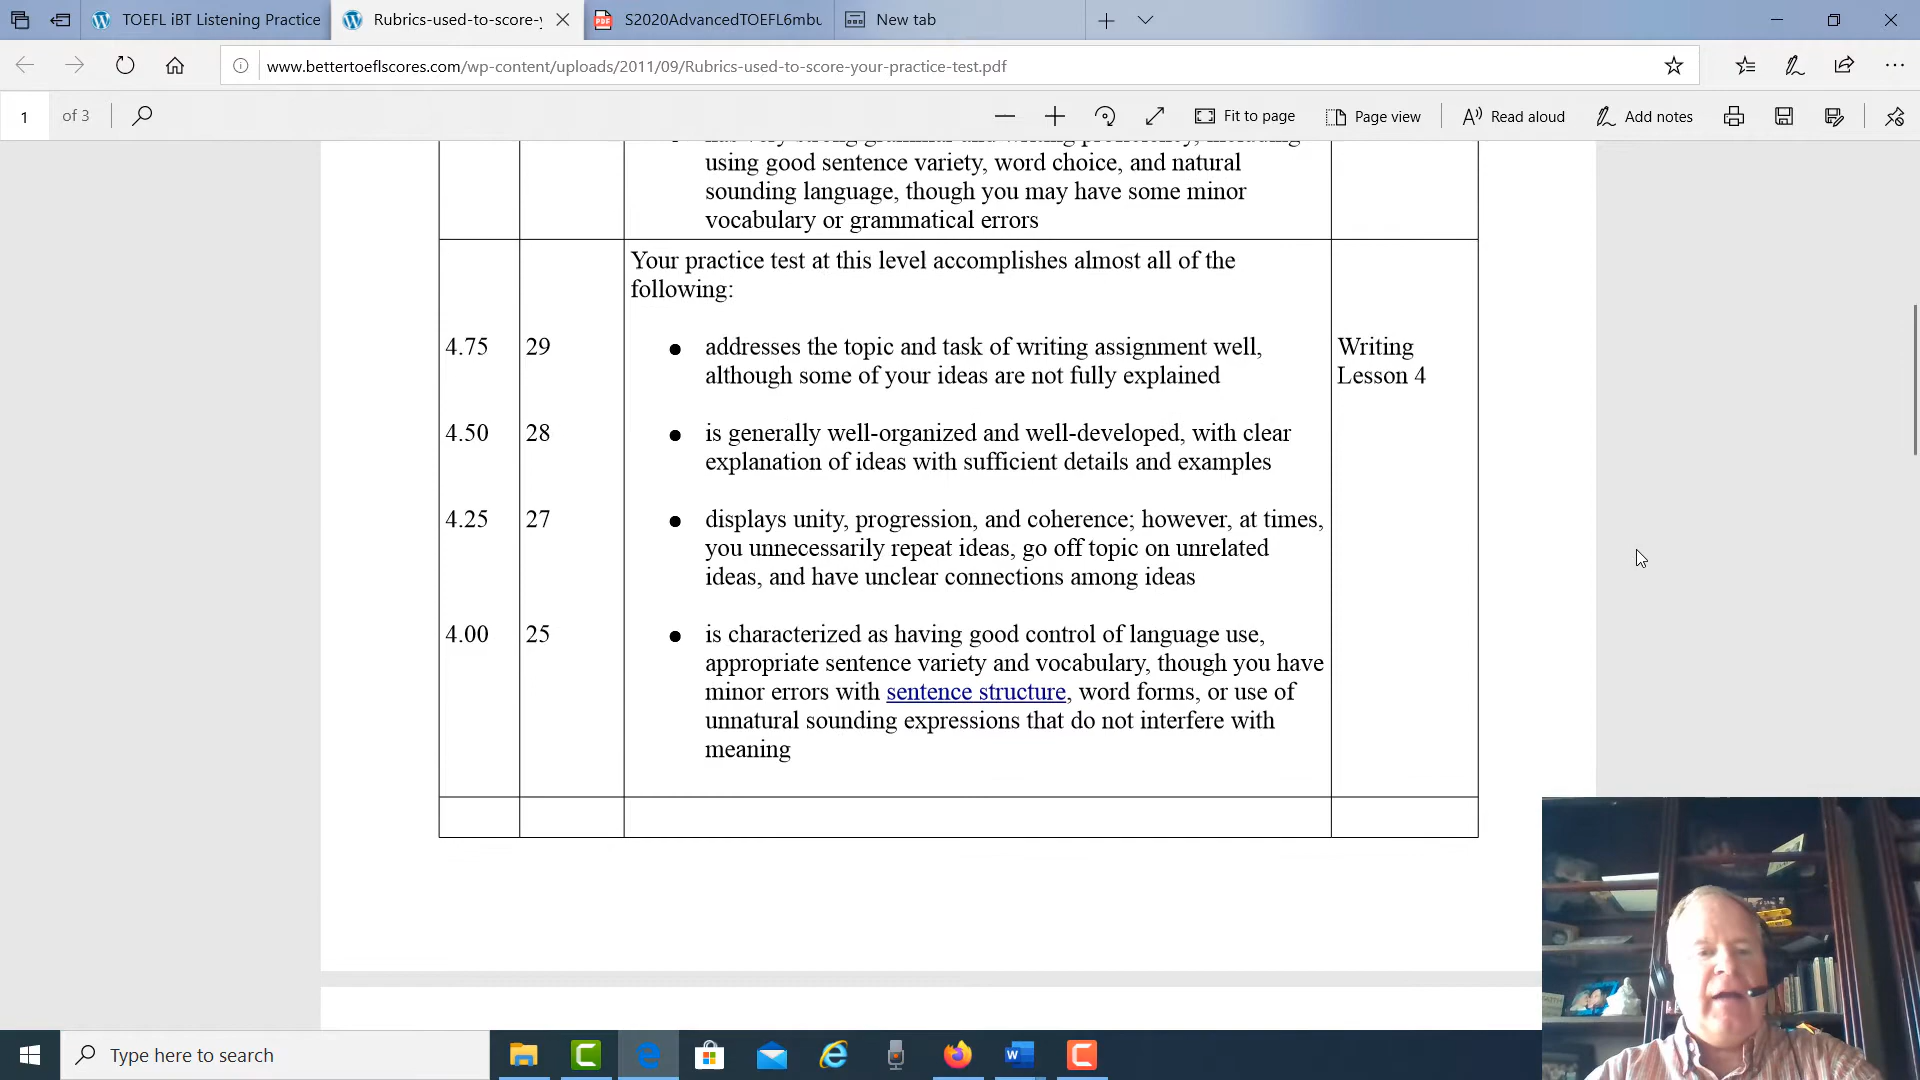 TOEFL iBT Listening Practice
Rubrics-used-to-score-y
S2020AdvancedTOEFL6mbu
New tab
www.bettertoeflscores.com/wp-content/uploads/2011/09/Rubrics-used-to-score-your-practice-test.pdf
1 of 3
Fit to page
Page view
Read aloud
Add notes
has very strong grammar and writing proficiency, including
using good sentence variety, word choice, and natural
sounding language, though you may have some minor
vocabulary or grammatical errors
Your practice test at this level accomplishes almost all of the
following:
4.75 29 • addresses the topic and task of writing assignment well, Writing
although some of your ideas are not fully explained Lesson 4
4.50 28 • is generally well-organized and well-developed, with clear
explanation of ideas with sufficient details and examples
4.25 27 • displays unity, progression, and coherence; however, at times,
you unnecessarily repeat ideas, go off topic on unrelated
ideas, and have unclear connections among ideas
4.00 25 • is characterized as having good control of language use,
appropriate sentence variety and vocabulary, though you have
minor errors with sentence structure, word forms, or use of
unnatural sounding expressions that do not interfere with
meaning
Type here to search